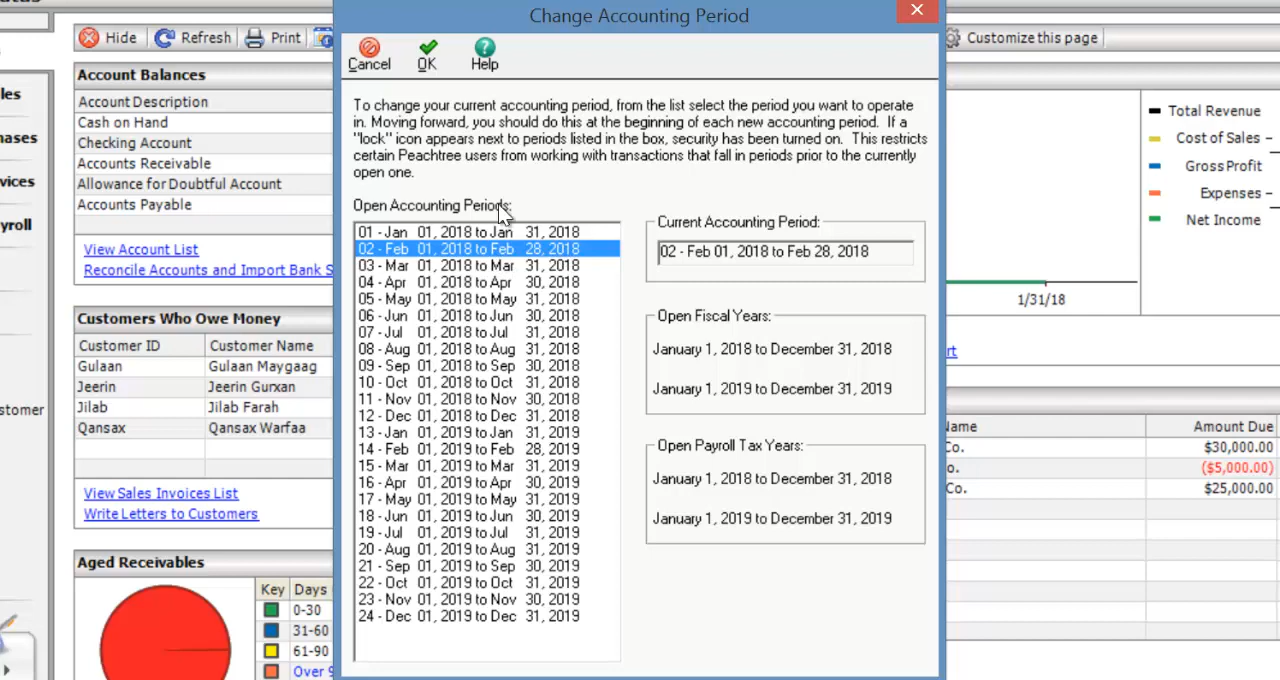 Change Accounting Period
Hide
Refresh
Print
Customize this page
Cancel
OK
Help
To change your current accounting period, from the list select the period you want to operate
in. Moving forward, you should do this at the beginning of each new accounting period. If a
"lock" icon appears next to periods listed in the box, security has been turned on. This restricts
certain Peachtree users from working with transactions that fall in periods prior to the currently
open one.
Open Accounting Periods:
01 - Jan 01, 2018 to Jan 31, 2018
02 - Feb 01, 2018 to Feb 28, 2018
03 - Mar 01, 2018 to Mar 31, 2018
04 - Apr 01, 2018 to Apr 30, 2018
05 - May 01, 2018 to May 31, 2018
06 - Jun 01, 2018 to Jun 30, 2018
07 - Jul 01, 2018 to Jul 31, 2018
08 - Aug 01, 2018 to Aug 31, 2018
09 - Sep 01, 2018 to Sep 30, 2018
10 - Oct 01, 2018 to Oct 31, 2018
11 - Nov 01, 2018 to Nov 30, 2018
12 - Dec 01, 2018 to Dec 31, 2018
13 - Jan 01, 2019 to Jan 31, 2019
14 - Feb 01, 2019 to Feb 28, 2019
15 - Mar 01, 2019 to Mar 31, 2019
16 - Apr 01, 2019 to Apr 30, 2019
17 - May 01, 2019 to May 31, 2019
18 - Jun 01, 2019 to Jun 30, 2019
19 - Jul 01, 2019 to Jul 31, 2019
20 - Aug 01, 2019 to Aug 31, 2019
21 - Sep 01, 2019 to Sep 30, 2019
22 - Oct 01, 2019 to Oct 31, 2019
23 - Nov 01, 2019 to Nov 30, 2019
24 - Dec 01, 2019 to Dec 31, 2019
Current Accounting Period:
02 - Feb 01, 2018 to Feb 28, 2018
Open Fiscal Years:
January 1, 2018 to December 31, 2018
January 1, 2019 to December 31, 2019
Open Payroll Tax Years:
January 1, 2018 to December 31, 2018
January 1, 2019 to December 31, 2019
les
hases
vices
yroll
stomer
Account Balances
Account Description
Cash on Hand
Checking Account
Accounts Receivable
Allowance for Doubtful Account
Accounts Payable
View Account List
Reconcile Accounts and Import Bank S
Customers Who Owe Money
Customer ID Customer Name
Gulaan Gulaan Maygaag
Jeerin Jeerin Gurxan
Jilab Jilab Farah
Qansax Qansax Warfaa
View Sales Invoices List
Write Letters to Customers
Aged Receivables
Key Days
0-30
31-60
61-90
Over 9
Total Revenue
Cost of Sales
Gross Profit
Expenses
Net Income
1/31/18
rt
Name Amount Due
Co. $30,000.00
o. ($5,000.00)
Co. $25,000.00